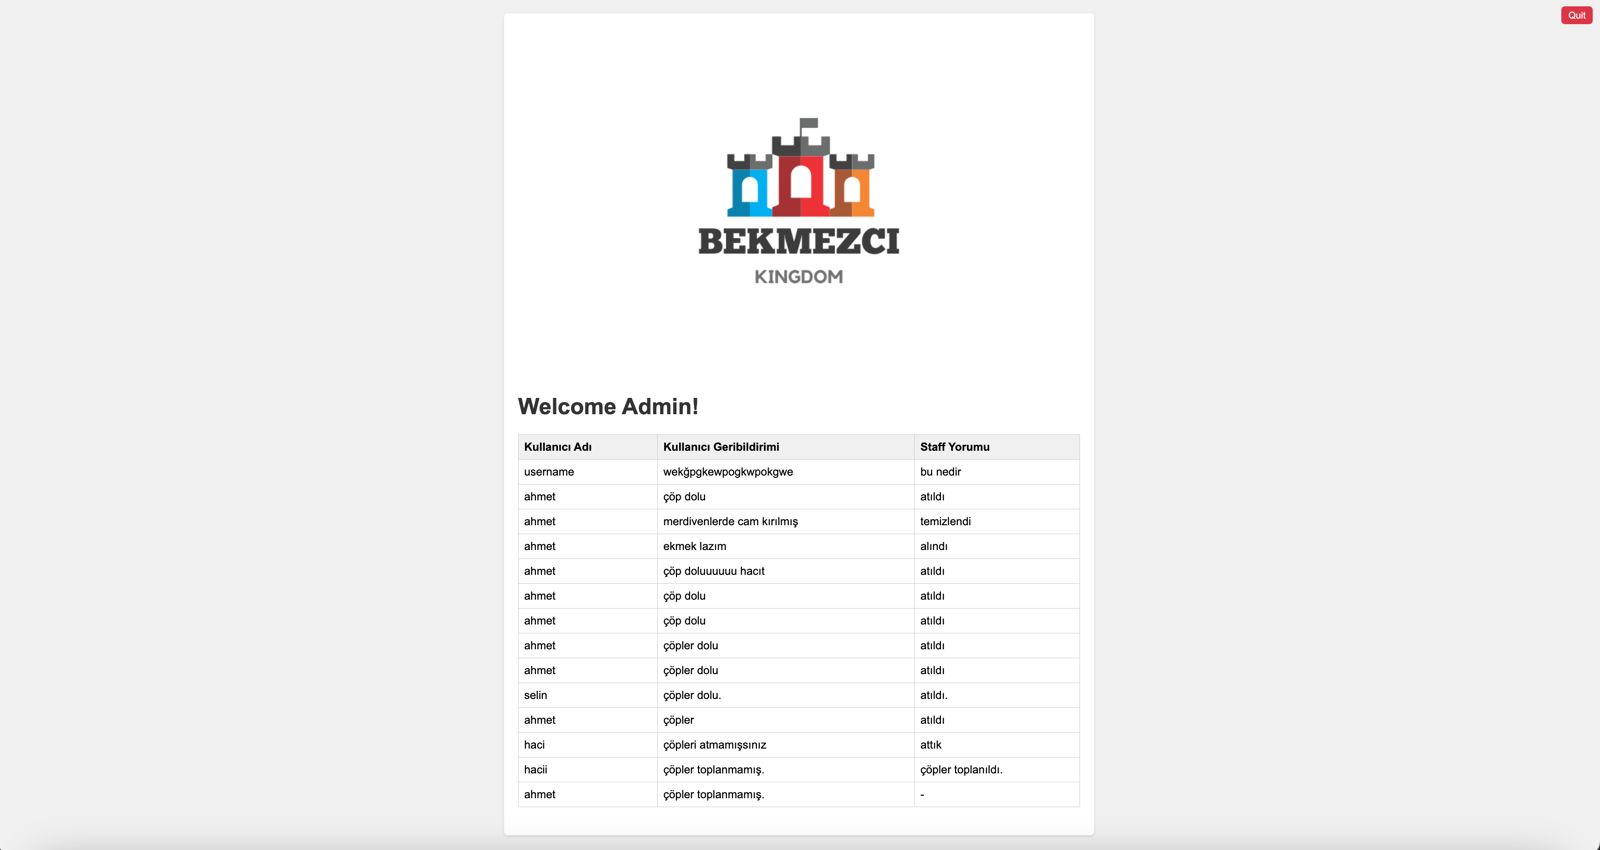 Quit
BEKMEZCI
KINGDOM
Welcome Admin!
Kullanıcı Adı Kullanıcı Geribildirimi Staff Yorumu
username wekğpgkewpogkwpokgwe bu nedir
ahmet çöp dolu atıldı
ahmet merdivenlerde cam kırılmış temizlendi
ahmet ekmek lazım alındı
ahmet çöp doluuuuuu hacıt atıldı
ahmet çöp dolu atıldı
ahmet çöp dolu atıldı
ahmet çöpler dolu atıldı
ahmet çöpler dolu atıldı
selin çöpler dolu. atıldı.
ahmet çöpler atıldı
haci çöpleri atmamışsınız attık
hacii çöpler toplanmamış. çöpler toplanıldı.
ahmet çöpler toplanmamış. -